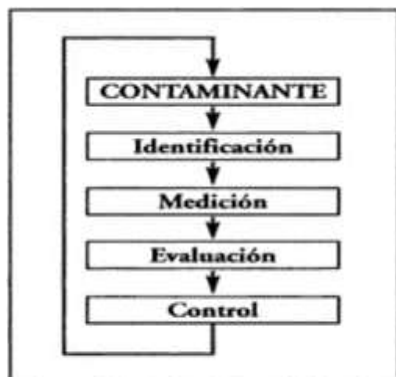 CONTAMINANTE
Identificación
Medición
Evaluación
Control